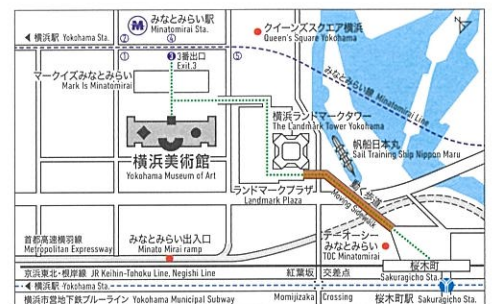 みなとみらい駅
Minatomirai Sta.
クイーンズスクエア横浜
Queen's Square Yokohama
横浜駅 Yokohama Sta.
②
④
①
③
3番出口
Exit.3
⑤
マークイズみなとみらい
Mark Is Minatomirai
みなとみらい線 Minatomirai Line
横浜ランドマークタワー
The Landmark Tower Yokohama
帆船日本丸
Sail Training Ship Nippon Maru
横浜美術館
Yokohama Museum of Art
ランドマークプラザ
Landmark Plaza
動く歩道
Moving Sidewalk
首都高速横羽線
Metropolitan Expressway
みなとみらい出入口
Minato Mirai ramp
ティーオーシー
みなとみらい
TOC Minatomirai
桜木町
Sakuragicho Sta.
京浜東北・根岸線 JR Keihin-Tohoku Line, Negishi Line
紅葉坂
交差点
横浜駅 Yokohama Sta.
横浜市営地下鉄ブルーライン Yokohama Municipal Subway
Momijizaka
Crossing
桜木町駅 Sakuragicho Sta.